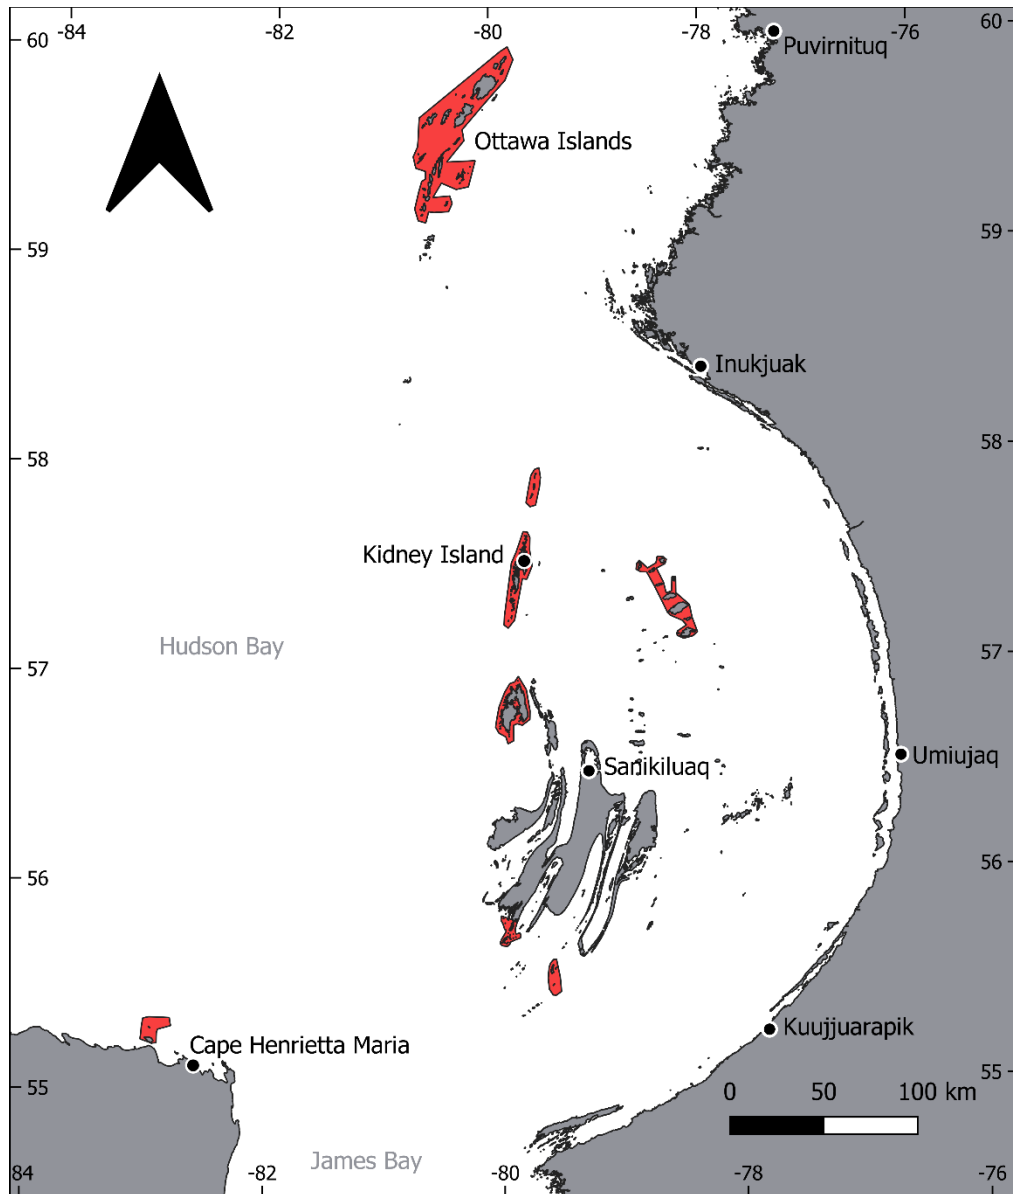 -84 -82 -80 -78 -76
60 60
Puvirnituq
Ottawa Islands
59 59
Inukjuak
58 58
Kidney Island
Hudson Bay
57 57
Sanikiluaq
Umiujaq
56 56
Kuujjuarapik
Cape Henrietta Maria
55 55
0 50 100 km
James Bay
-84 -82 -80 -78 -76